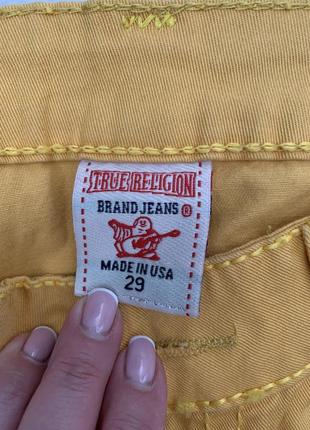 TRUE RELIGION
BRAND JEANS ®
MADE IN USA
29